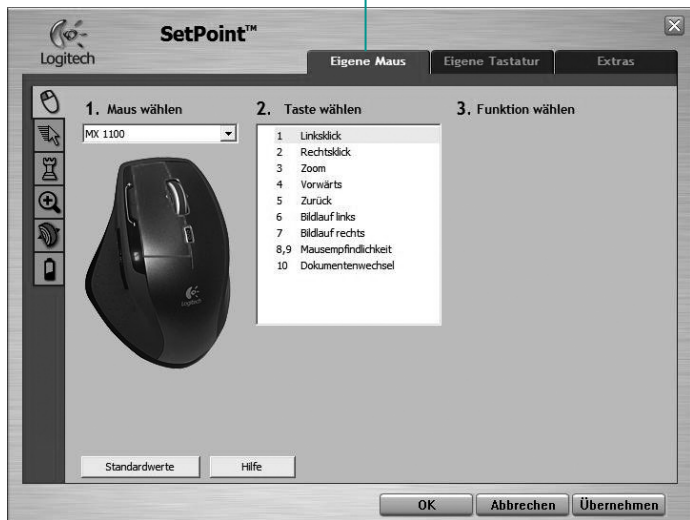 Logitech
SetPoint™
Eigene Maus
Eigene Tastatur
Extras
1. Maus wählen
MX 1100
2. Taste wählen
1 Linksklick
2 Rechtsklick
3 Zoom
4 Vorwärts
5 Zurück
6 Bildlauf links
7 Bildlauf rechts
8,9 Mausempfindlichkeit
10 Dokumentenwechsel
3. Funktion wählen
Logitech
Standardwerte
Hilfe
OK
Abbrechen
Übernehmen